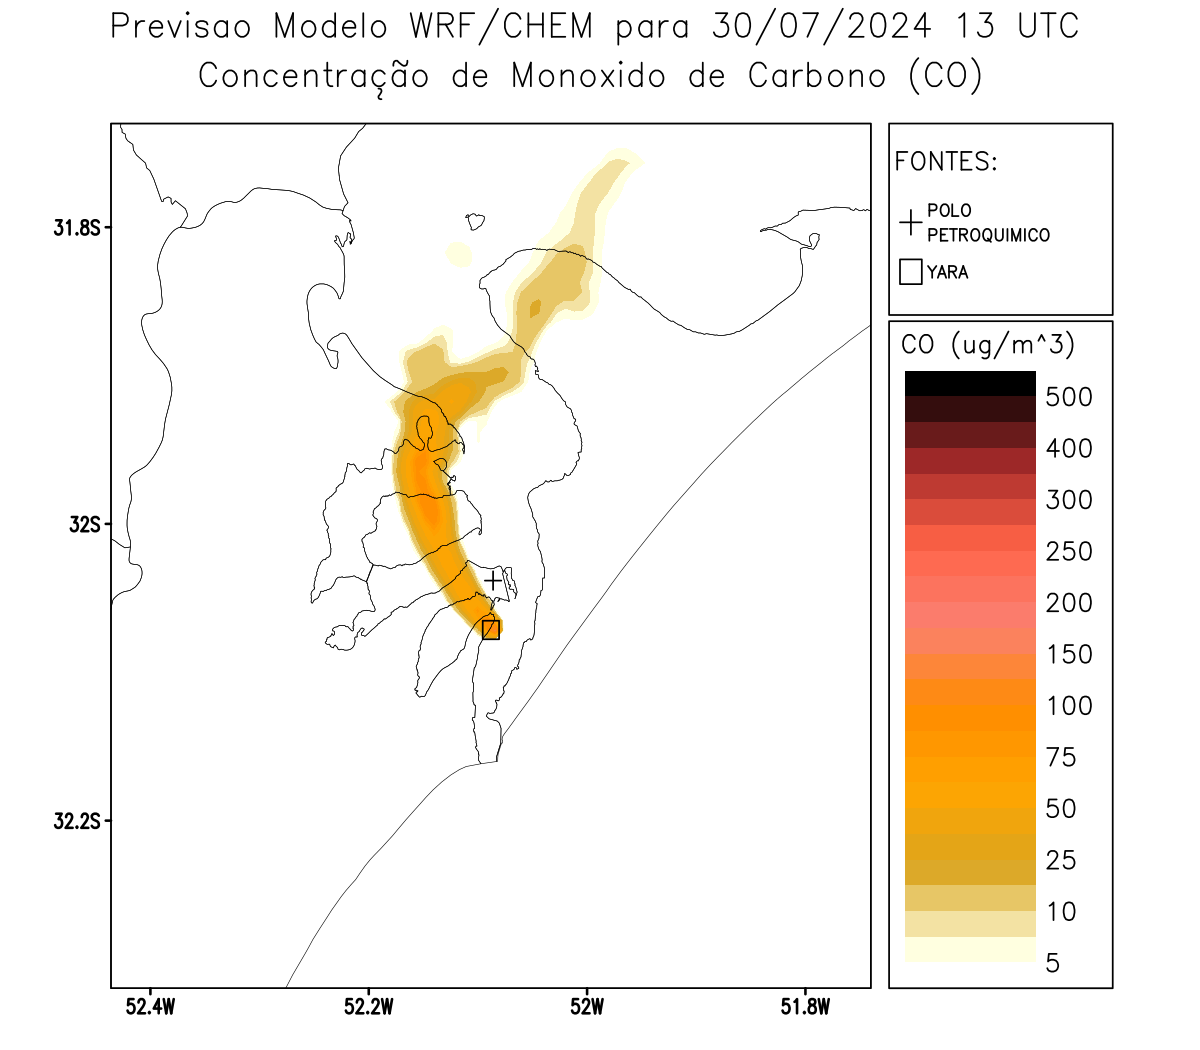 Previsao Modelo WRF/CHEM para 30/07/2024 13 UTC
Concentração de Monoxido de Carbono (CO)
FONTES:
POLO
PETROQUIMICO
YARA
CO (ug/m^3)
500
400
300
250
200
150
100
75
50
25
10
5
31.8S
32S
32.2S
52.4W
52.2W
52W
51.8W